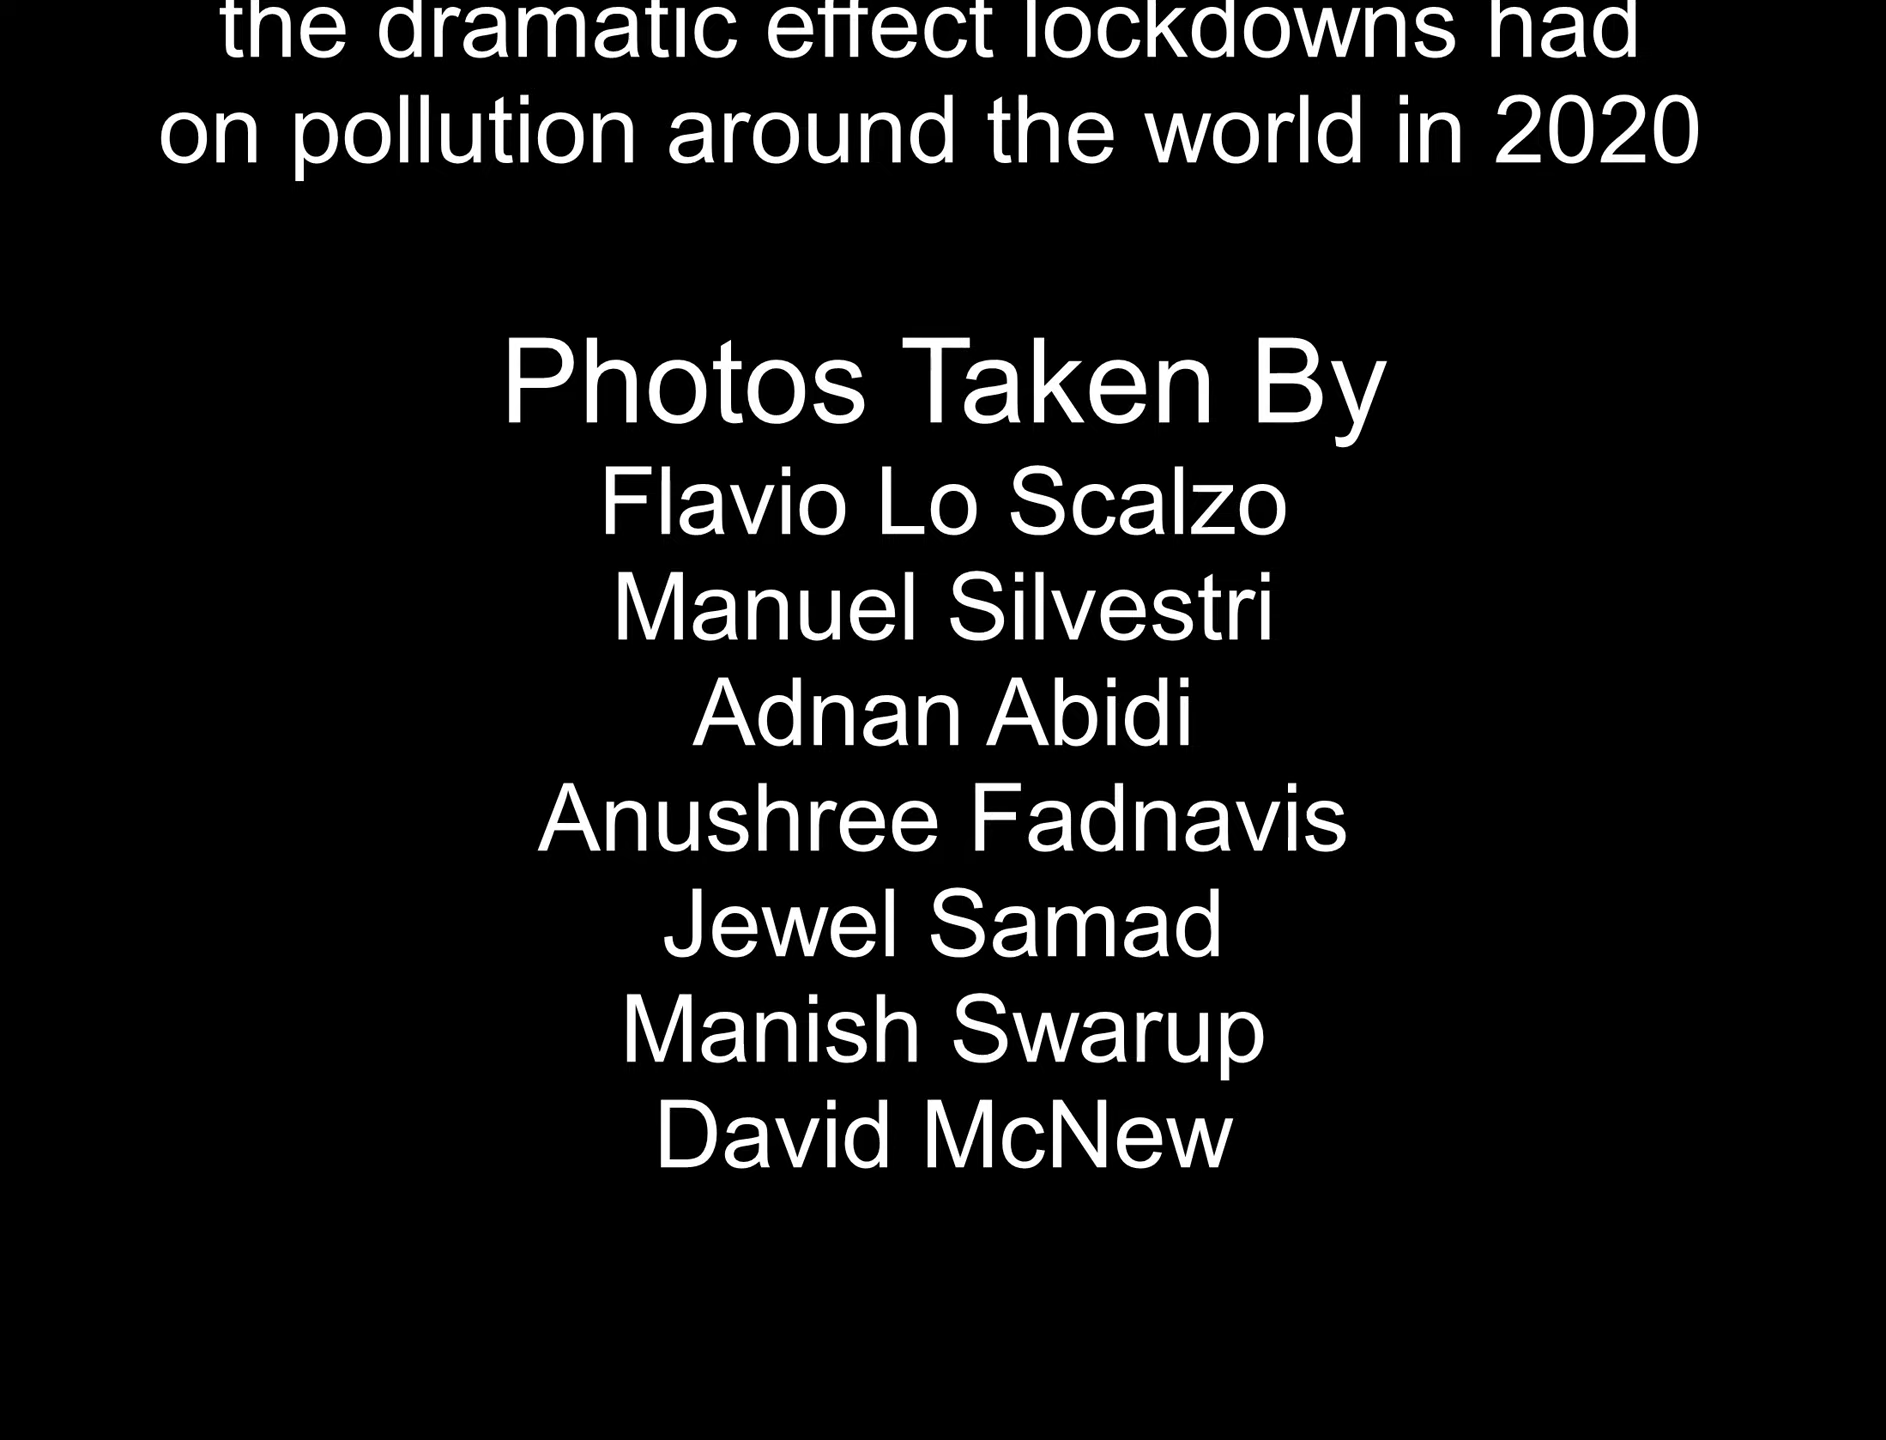 the dramatic effect lockdowns had
on pollution around the world in 2020
Photos Taken By
Flavio Lo Scalzo
Manuel Silvestri
Adnan Abidi
Anushree Fadnavis
Jewel Samad
Manish Swarup
David McNew